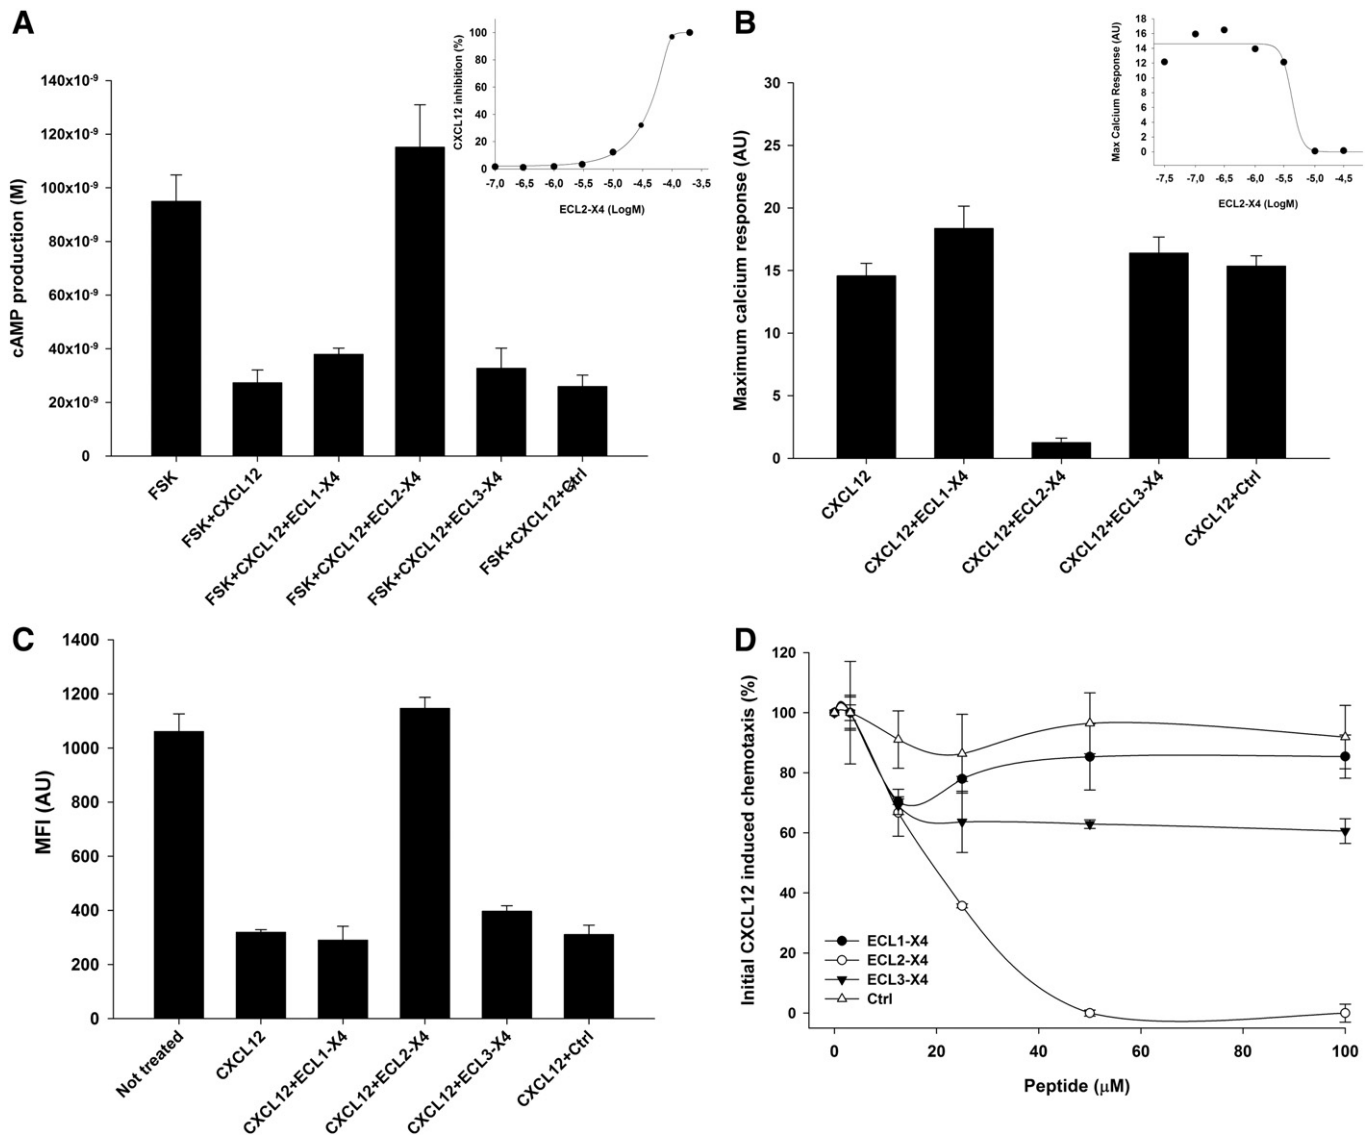 A
140x10-9
120x10-9
100x10-9
80x10-9
60x10-9
40x10-9
20x10-9
0
cAMP production (M)
FSK
FSK+CXCL12
FSK+CXCL12+ECL1-X4
FSK+CXCL12+ECL2-X4
FSK+CXCL12+ECL3-X4
FSK+CXCL12+Ctrl
100
80
60
40
20
0
CXCL12 inhibition (%)
-7,0 -6,5 -6,0 -5,5 -5,0 -4,5 -4,0 -3,5
ECL2-X4 (LogM)
B
30
25
20
15
10
5
0
Maximum calcium response (AU)
CXCL12
CXCL12+ECL1-X4
CXCL12+ECL2-X4
CXCL12+ECL3-X4
CXCL12+Ctrl
18
16
14
12
10
8
6
4
2
0
Max Calcium Response (AU)
-7,5 -7,0 -6,5 -6,0 -5,5 -5,0 -4,5
ECL2-X4 (LogM)
C
1400
1200
1000
800
600
400
200
0
MFI (AU)
Not treated
CXCL12
CXCL12+ECL1-X4
CXCL12+ECL2-X4
CXCL12+ECL3-X4
CXCL12+Ctrl
D
120
100
80
60
40
20
0
Initial CXCL12 induced chemotaxis (%)
ECL1-X4
ECL2-X4
ECL3-X4
Ctrl
0 20 40 60 80 100
Peptide (μM)